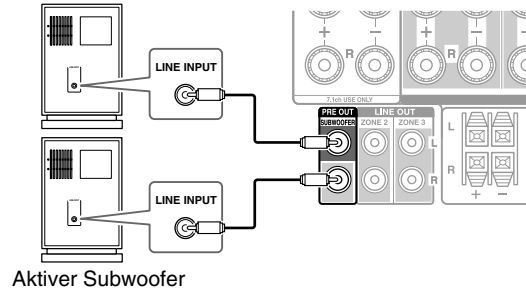 LINE INPUT
+ −
+ −
R
R
7.1ch USE ONLY
PRE OUT
LINE OUT
SUBWOOFER
ZONE 2
ZONE 3
L
L
R
R
+ −
LINE INPUT
Aktiver Subwoofer